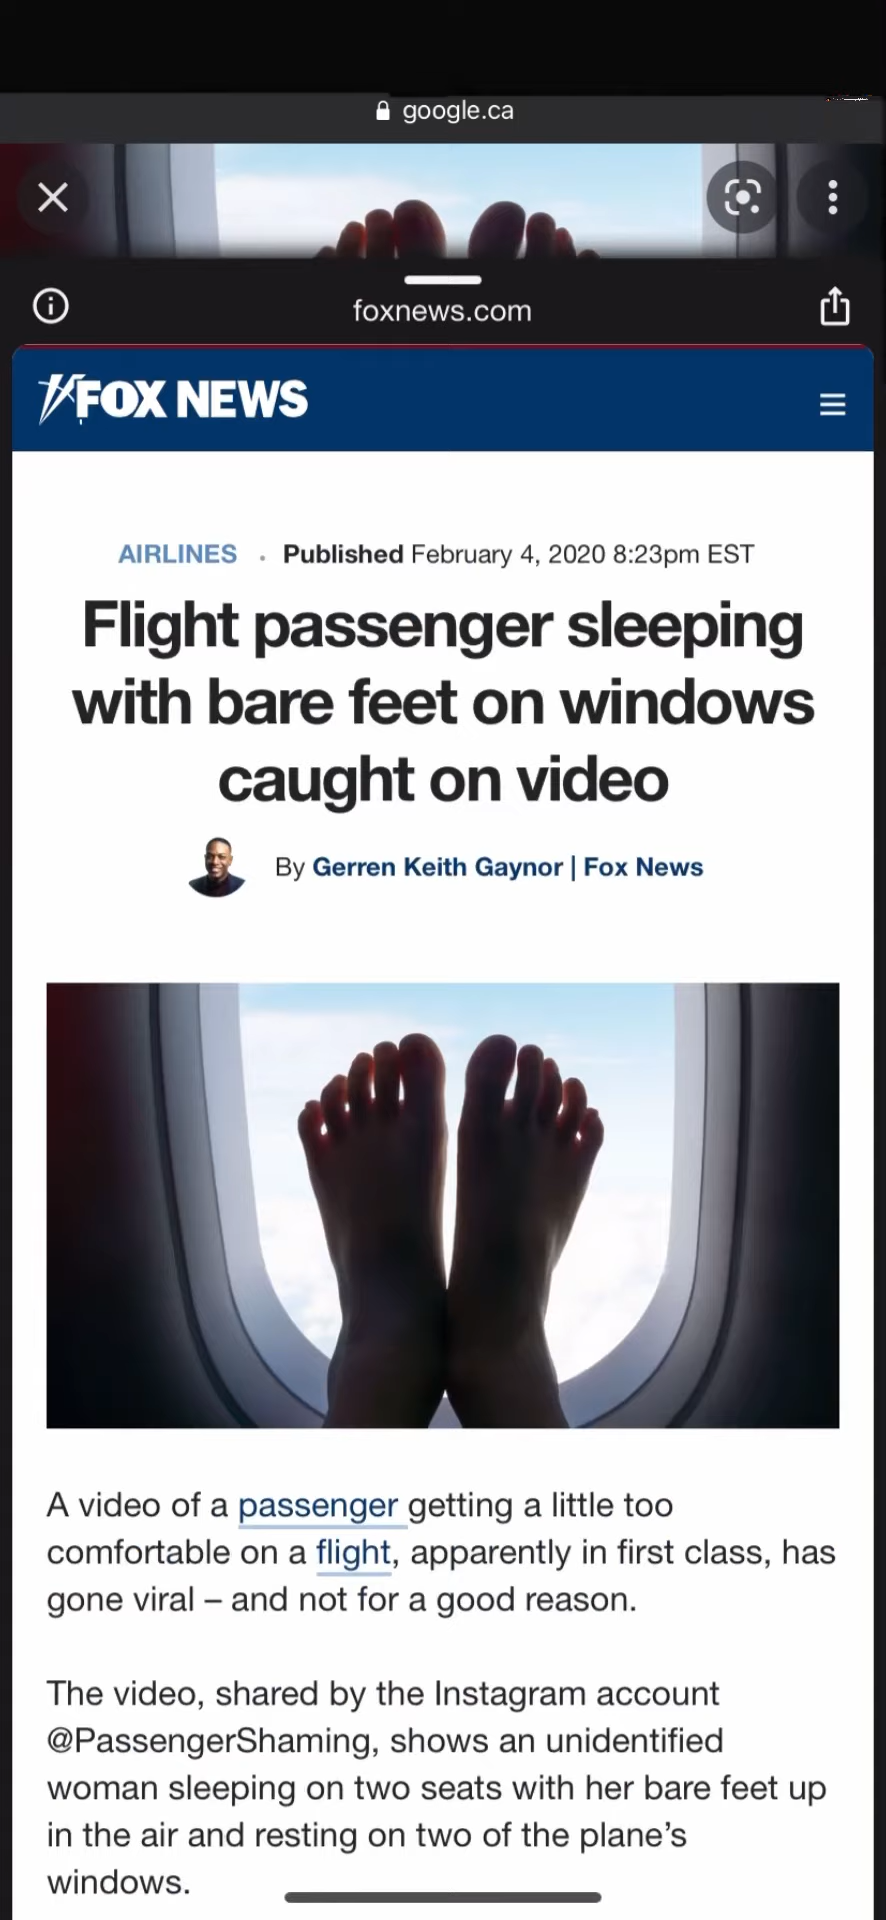 google.ca
foxnews.com
FOX NEWS
AIRLINES · Published February 4, 2020 8:23pm EST
Flight passenger sleeping
with bare feet on windows
caught on video
By Gerren Keith Gaynor | Fox News
A video of a passenger getting a little too
comfortable on a flight, apparently in first class, has
gone viral – and not for a good reason.
The video, shared by the Instagram account
@PassengerShaming, shows an unidentified
woman sleeping on two seats with her bare feet up
in the air and resting on two of the plane’s
windows.